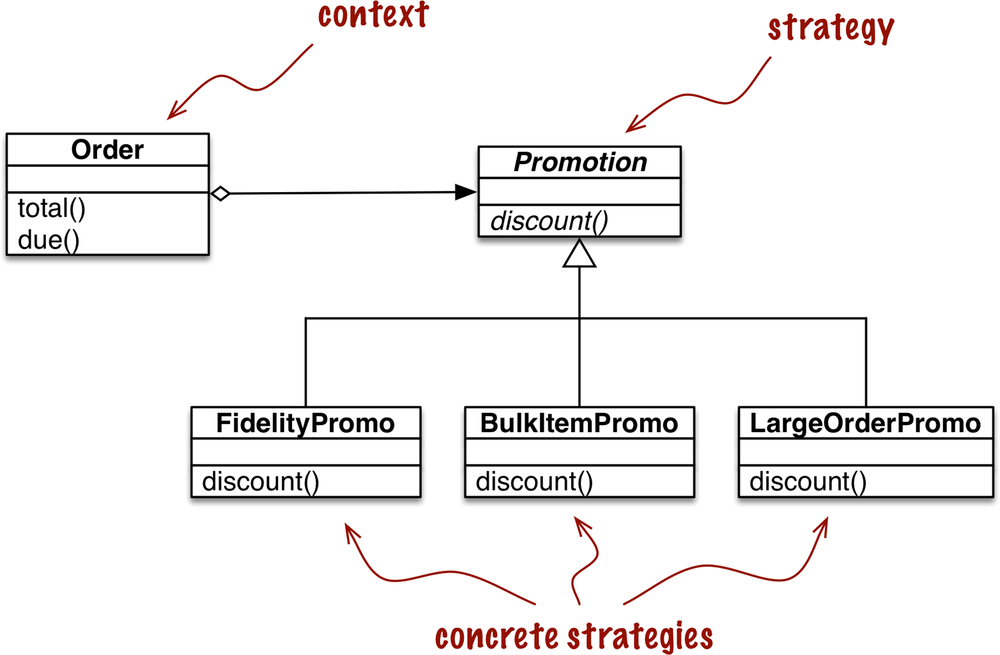 context
strategy
Order
total()
due()
Promotion
discount()
FidelityPromo
discount()
BulkItemPromo
discount()
LargeOrderPromo
discount()
concrete strategies